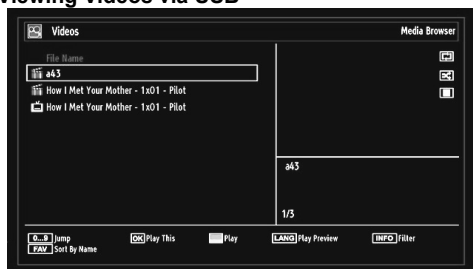 Viewing Videos via USB
Videos
Media Browser
File Name
a43
How I Met Your Mother - 1x01 - Pilot
How I Met Your Mother - 1x01 - Pilot
a43
1/3
0...9 Jump
OK Play This
Play
LANG Play Preview
INFO Filter
FAV Sort By Name